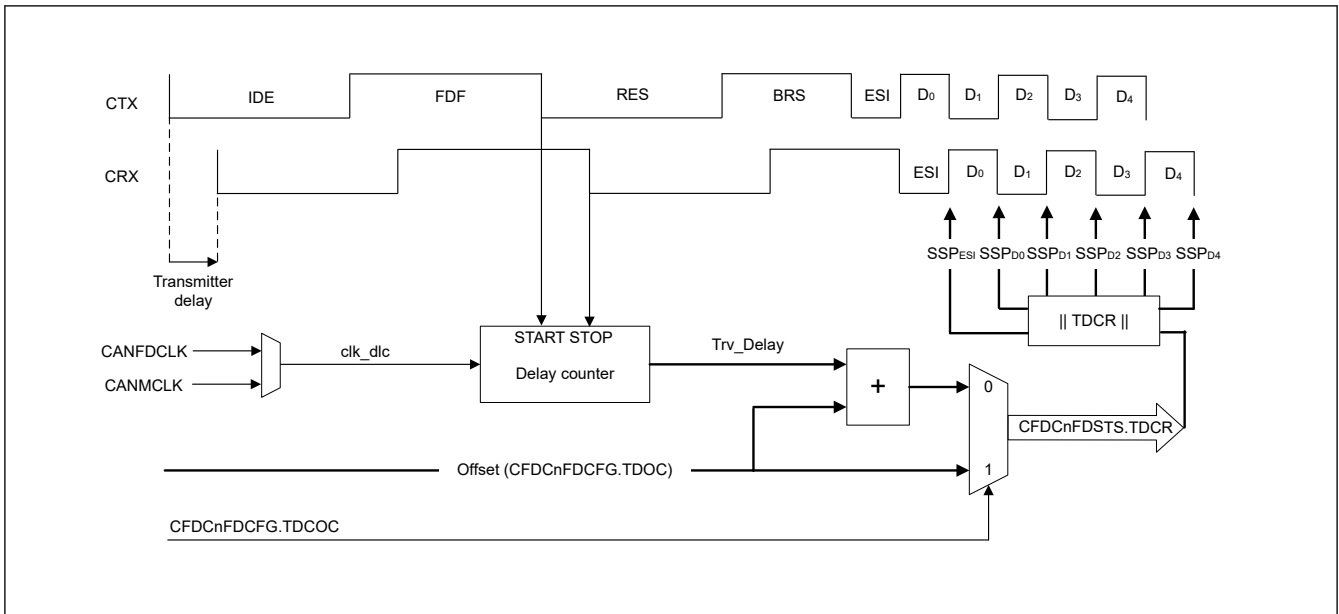 CTX IDE FDF RES BRS ESI D0 D1 D2 D3 D4
CRX ESI D0 D1 D2 D3 D4
Transmitter
delay
SSPESI SSPD0 SSPD1 SSPD2 SSPD3 SSPD4
|| TDCR ||
CANFDCLK
CANMCLK
clk_dlc
START STOP
Delay counter
Trv_Delay
+
0
1
CFDCnFDSTS.TDCR
Offset (CFDCnFDCFG.TDOC)
CFDCnFDCFG.TDCOC